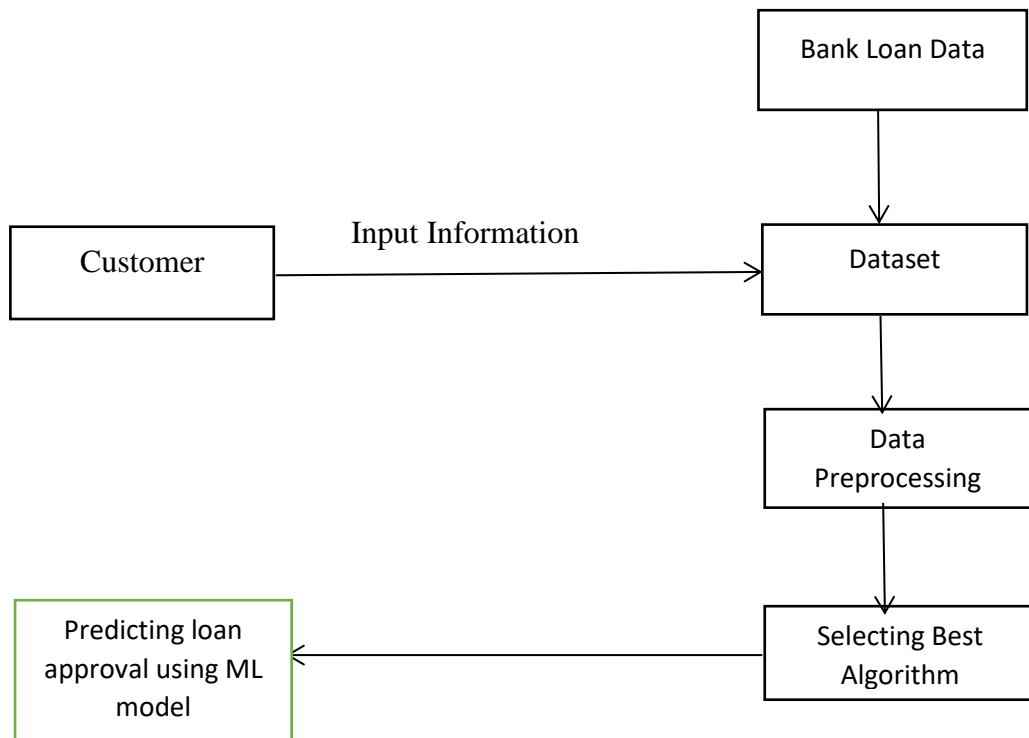 Bank Loan Data
Input Information
Customer
Dataset
Data
Preprocessing
Predicting loan
approval using ML
model
Selecting Best
Algorithm